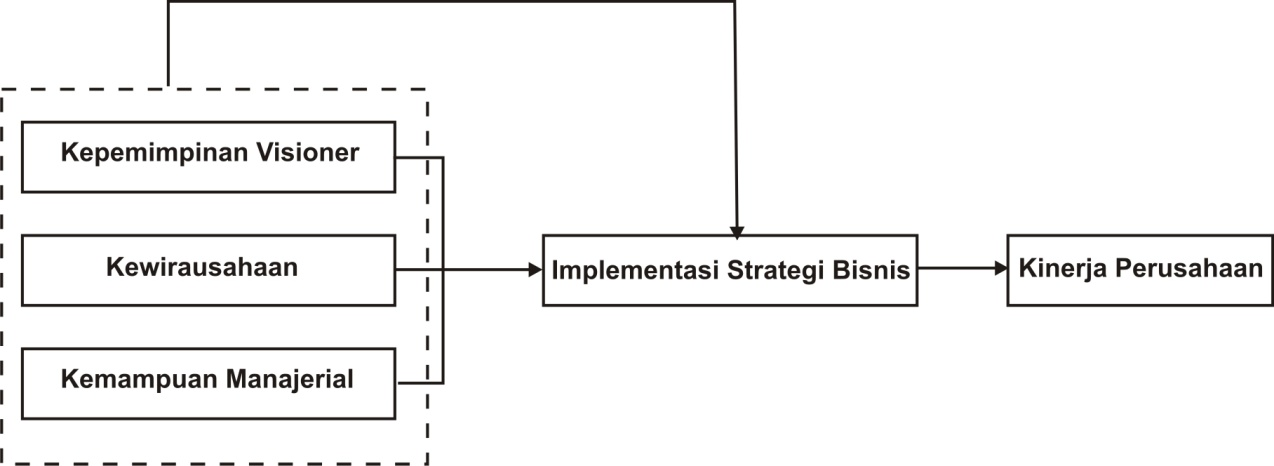 Kepemimpinan Visioner
Kewirausahaan
Implementasi Strategi Bisnis
Kinerja Perusahaan
Kemampuan Manajerial